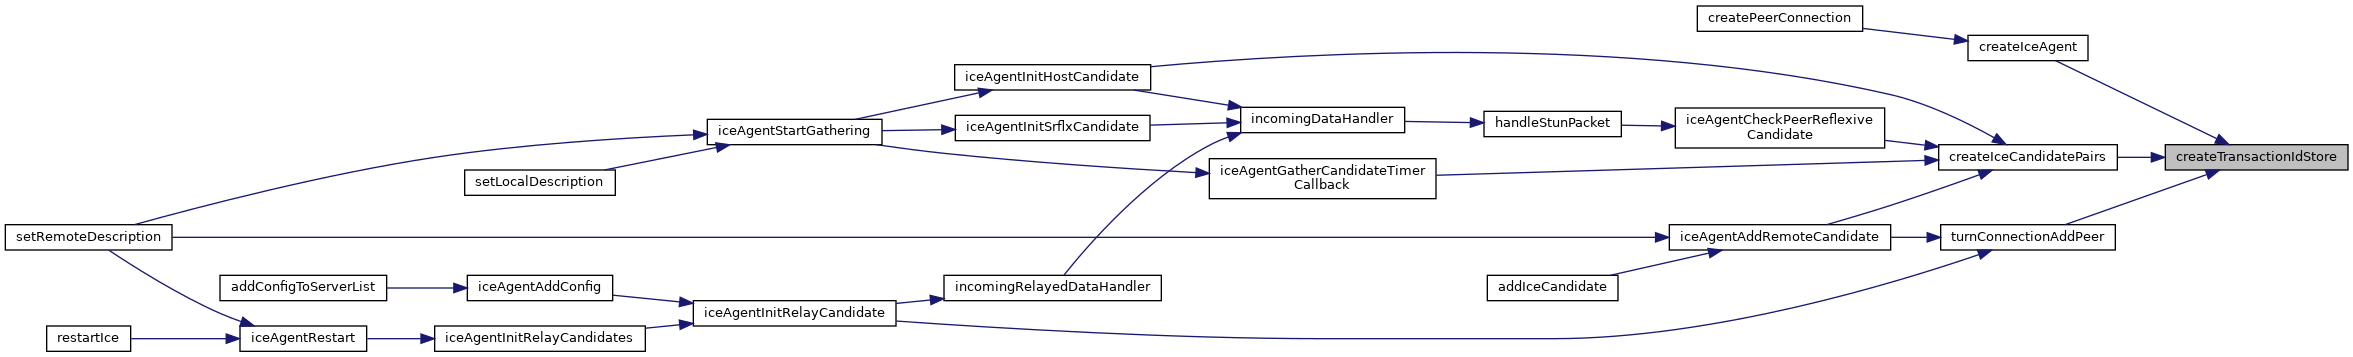 createPeerConnection
createIceAgent
iceAgentInitHostCandidate
iceAgentStartGathering
iceAgentInitSrflxCandidate
incomingDataHandler
handleStunPacket
iceAgentCheckPeerReflexive
Candidate
createIceCandidatePairs
createTransactionIdStore
setLocalDescription
iceAgentGatherCandidateTimer
Callback
setRemoteDescription
iceAgentAddRemoteCandidate
turnConnectionAddPeer
addConfigToServerList
iceAgentAddConfig
incomingRelayedDataHandler
addIceCandidate
iceAgentInitRelayCandidate
restartIce
iceAgentRestart
iceAgentInitRelayCandidates